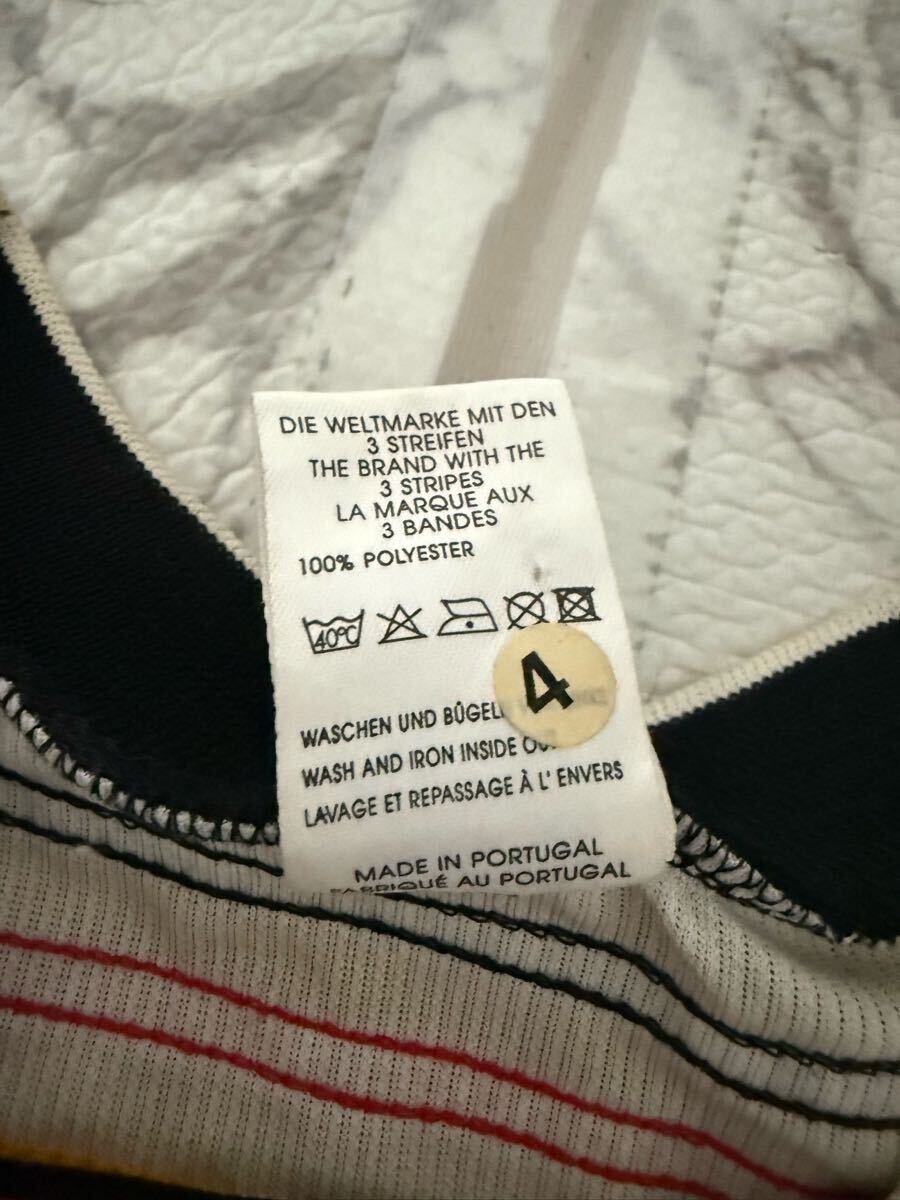 DIE WELTMARKE MIT DEN
3 STREIFEN
THE BRAND WITH THE
3 STRIPES
LA MARQUE AUX
3 BANDES
100% POLYESTER
40°C
4
WASCHEN UND
WASH AND IRON INSIDE
LAVAGE ET REPASSAGE À L' ENVERS
MADE IN PORTUGAL
FABRIQUÉ AU PORTUGAL